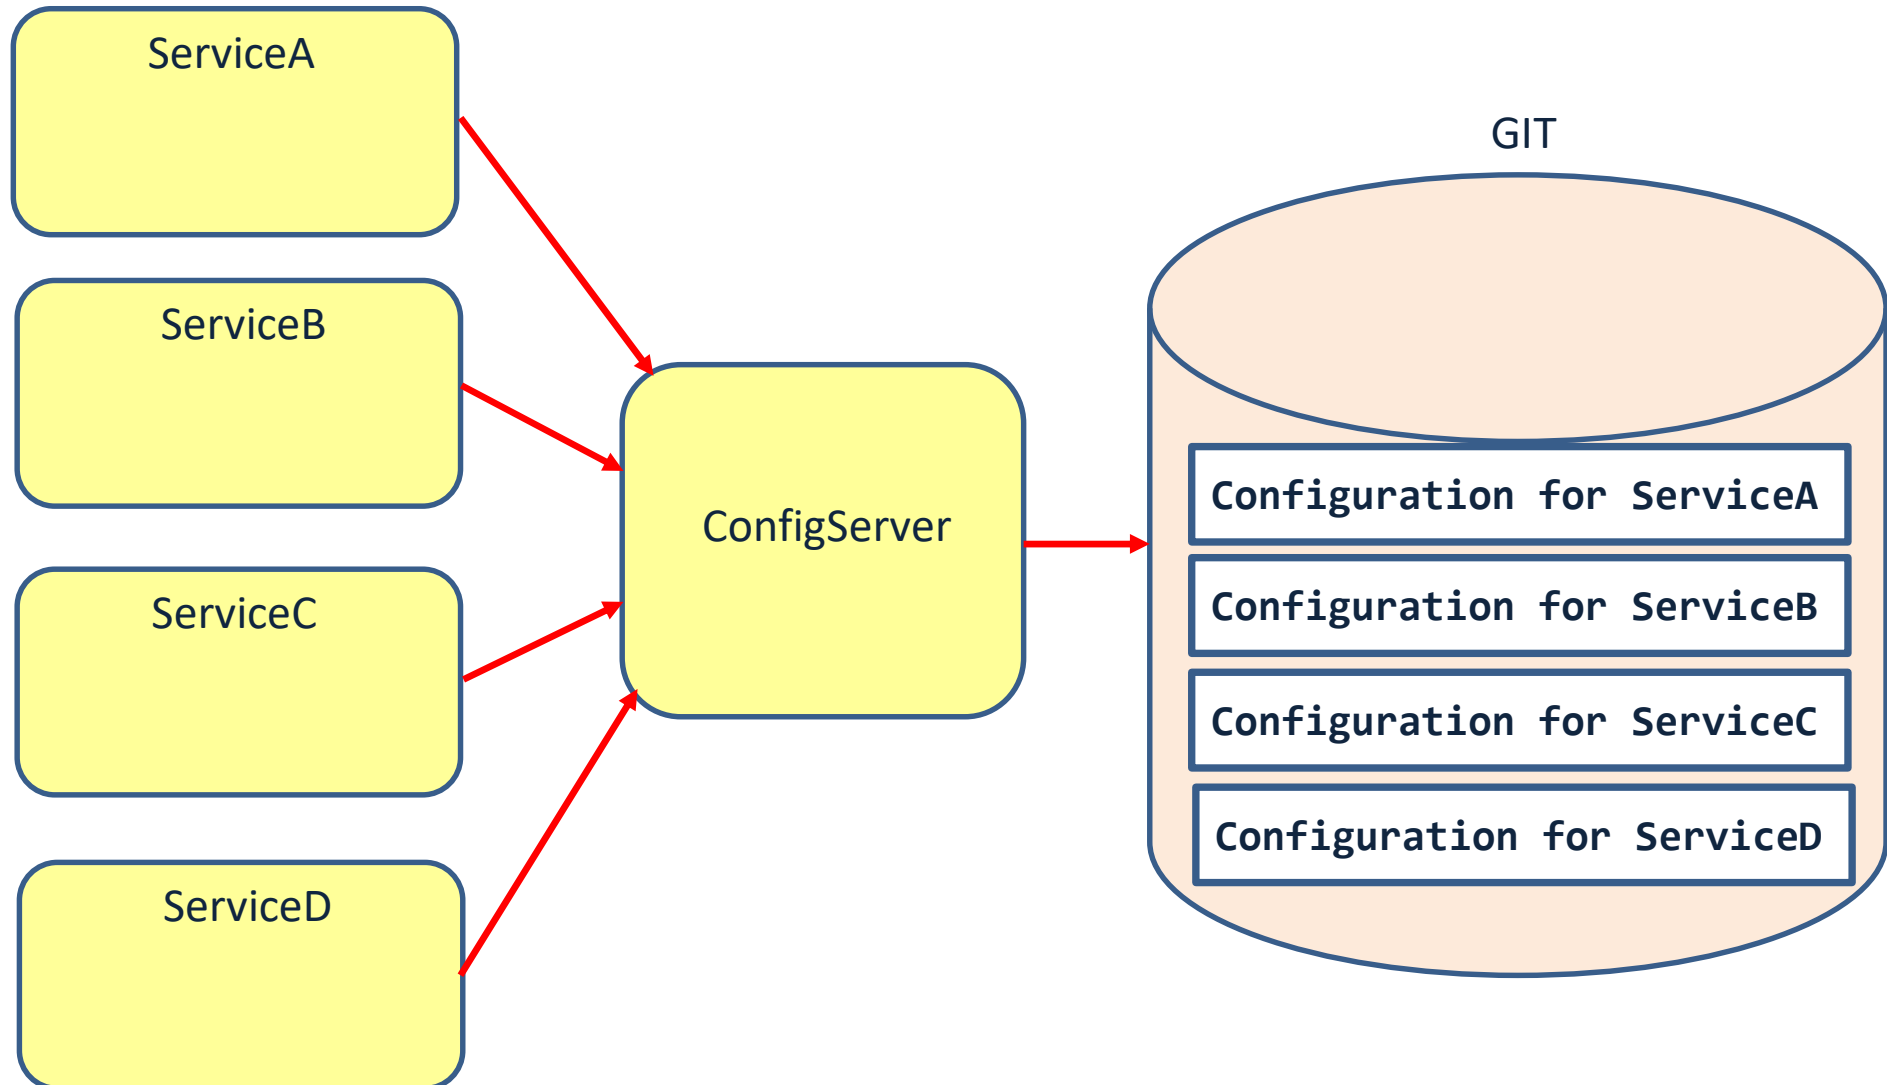 ServiceA
ServiceB
ServiceC
ServiceD
ConfigServer
GIT
Configuration for ServiceA
Configuration for ServiceB
Configuration for ServiceC
Configuration for ServiceD